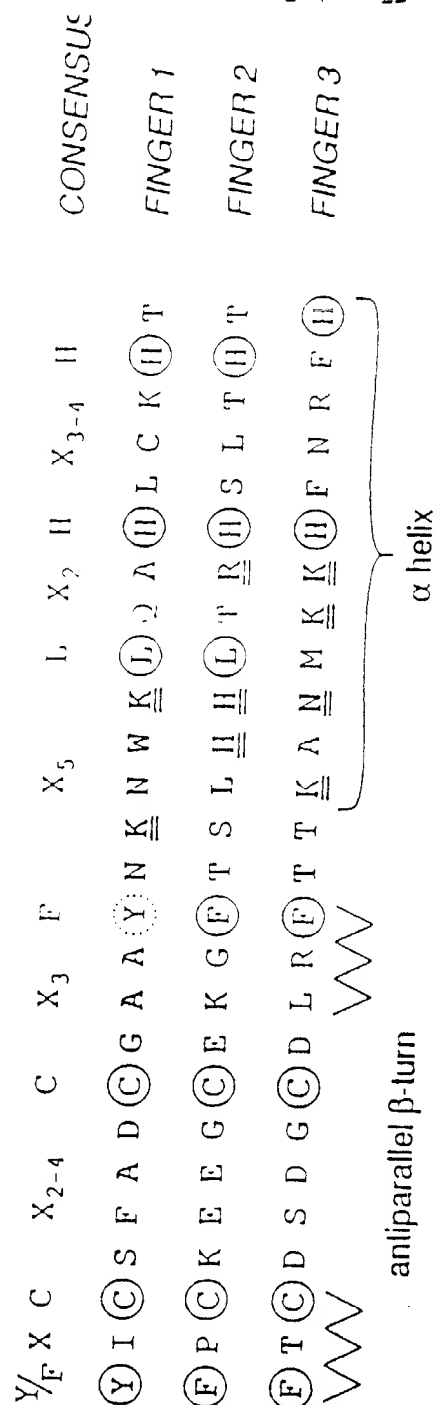 Y/F X C X2-4 C X3 F X5 L X2 H X3-4 H CONSENSUS
Y I C S F A D C G A A Y N K N W K L Q A H L C K H T FINGER 1
F P C K E E G C E K G F T S L H H L T R H S L T H T FINGER 2
F T C D S D G C D L R F T T K A N M K K H F N R F H FINGER 3
antiparallel β-turn α helix